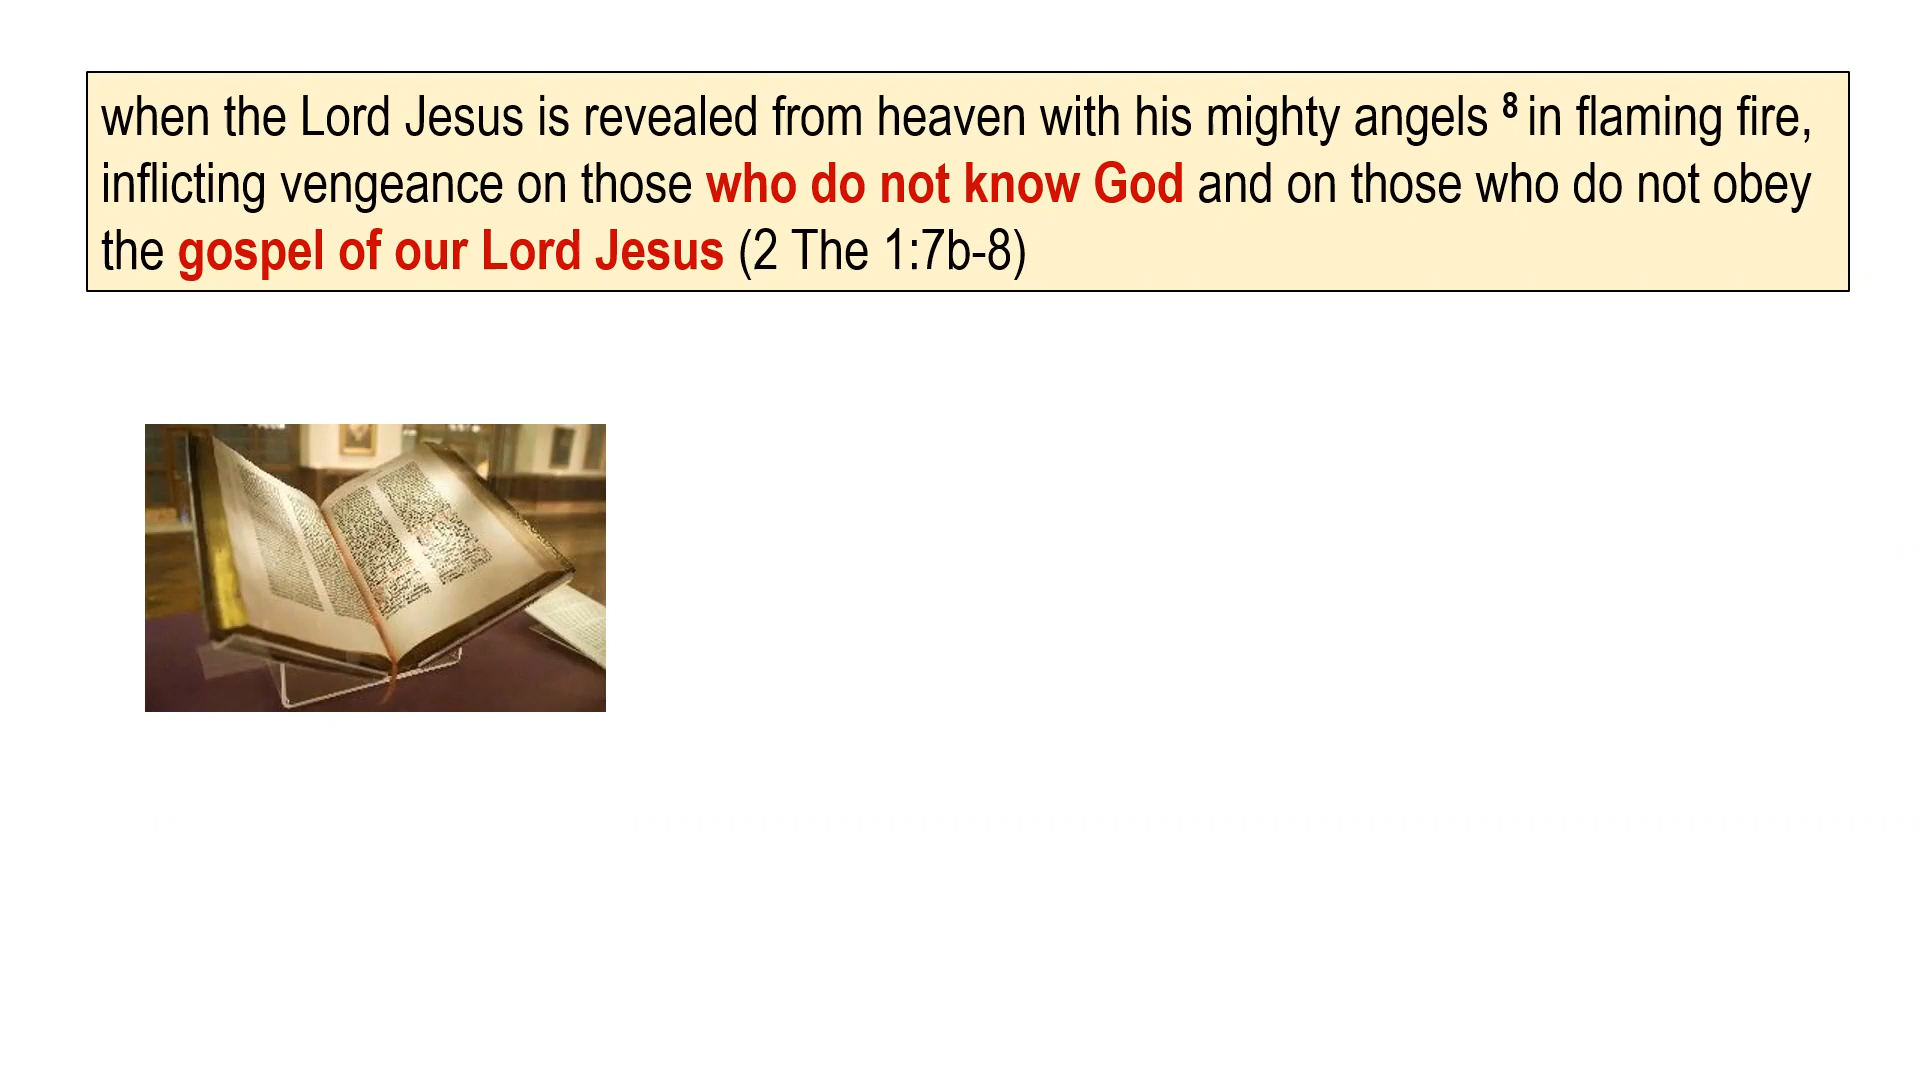 when the Lord Jesus is revealed from heaven with his mighty angels 8 in flaming fire,
inflicting vengeance on those who do not know God and on those who do not obey
the gospel of our Lord Jesus (2 The 1:7b-8)